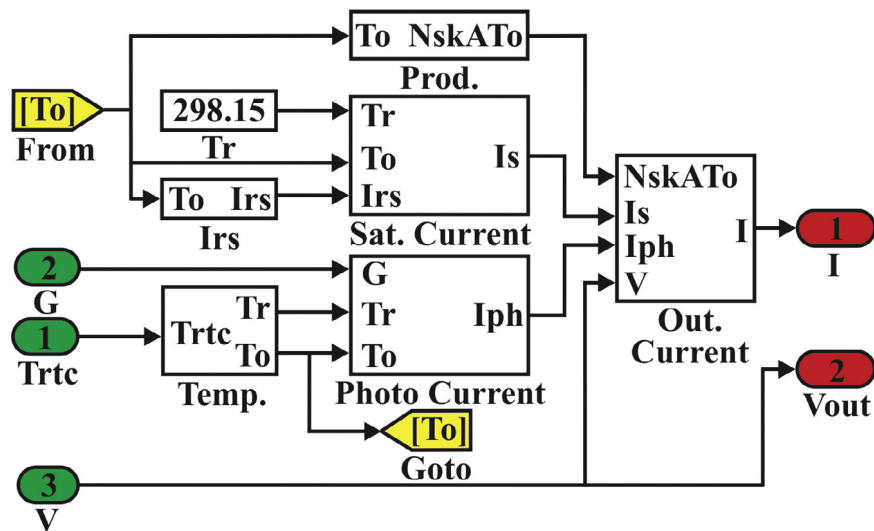 To NskATo
Prod.
[To]
From
298.15
Tr
Tr
To
Irs
Is
To Irs
Irs
Sat. Current
NskATo
Is
Iph
V
I
1
I
2
G
G
Tr
To
Iph
Photo Current
1
Trtc
Trtc
Tr
To
Temp.
Out.
Current
2
Vout
[To]
Goto
3
V